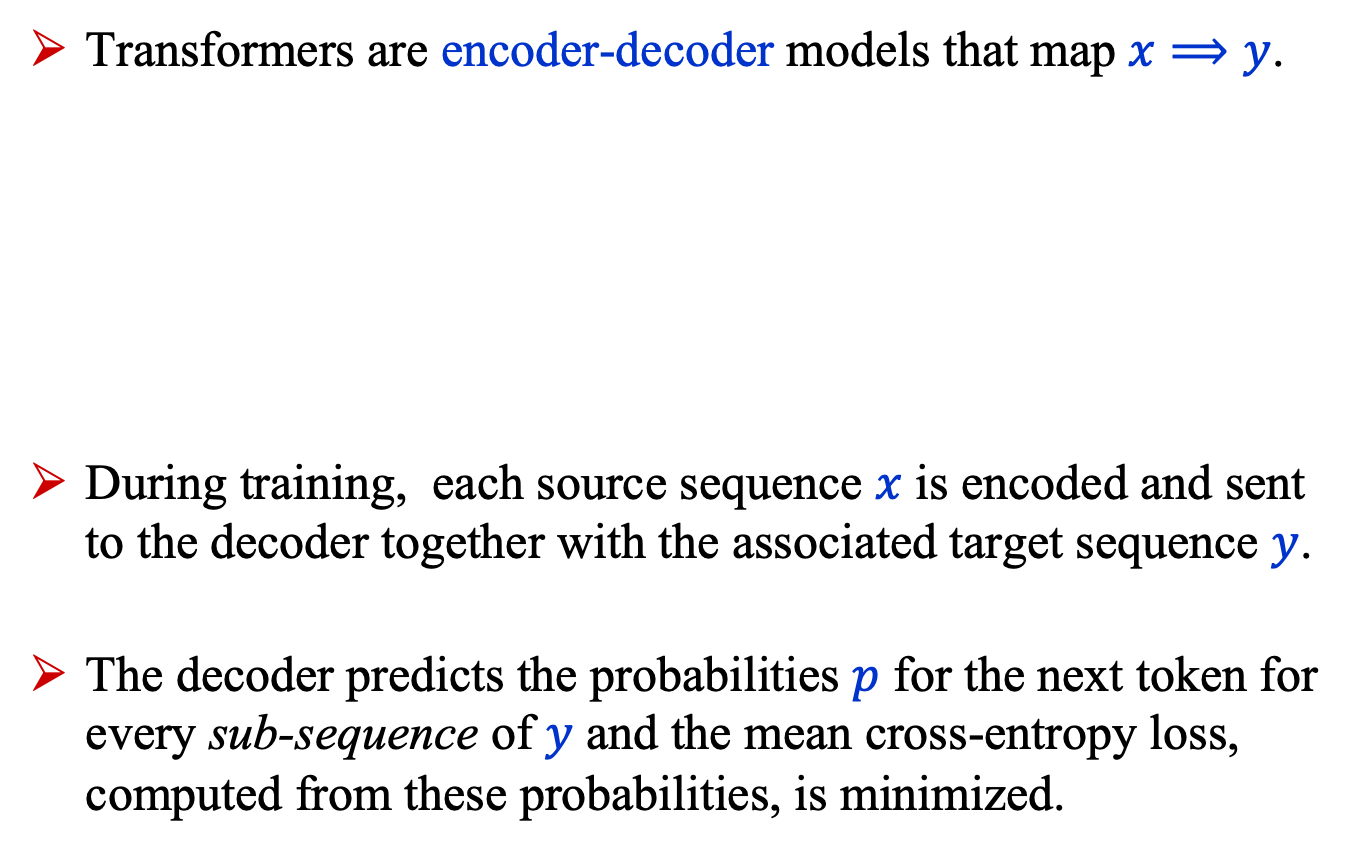 ➢ Transformers are encoder-decoder models that map x ⟹ y.
➢ During training, each source sequence x is encoded and sent
to the decoder together with the associated target sequence y.
➢ The decoder predicts the probabilities p for the next token for
every sub-sequence of y and the mean cross-entropy loss,
computed from these probabilities, is minimized.